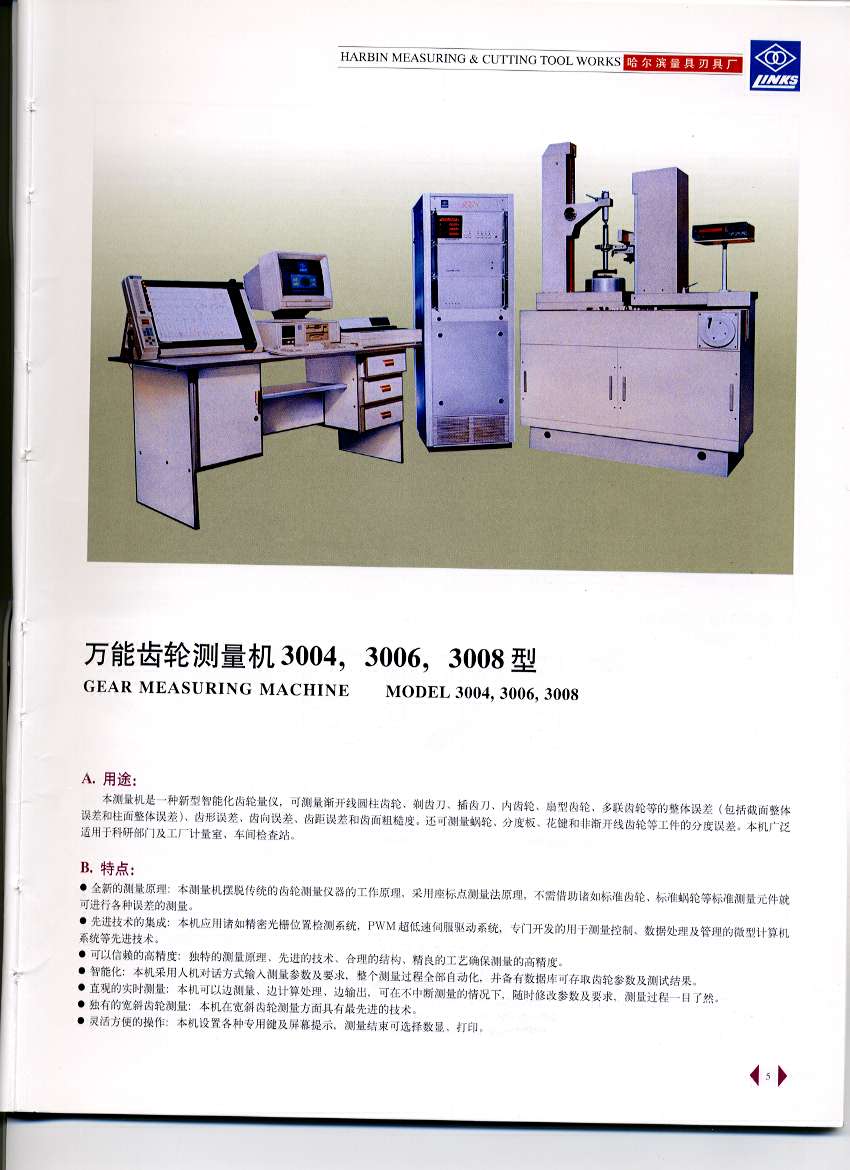 HARBIN MEASURING & CUTTING TOOL WORKS 哈尔滨量具刃具厂
LINKS
万能齿轮测量机 3004, 3006, 3008 型
GEAR MEASURING MACHINE MODEL 3004, 3006, 3008
A. 用途:
本测量机是一种新型智能化齿轮量仪, 可测量渐开线圆柱齿轮、剃齿刀、插齿刀、内齿轮、扇型齿轮、多联齿轮等的整体误差 (包括截面整体
误差和柱面整体误差)、齿形误差、齿向误差、齿距误差和齿面粗糙度。还可测量蜗轮、分度板、花键和非渐开线齿轮等工件的分度误差。本机广泛
适用于科研部门及工厂计量室、车间检查站。
B. 特点:
● 全新的测量原理: 本测量机摆脱传统的齿轮测量仪器的工作原理, 采用座标点测量法原理, 不需借助诸如标准齿轮、标准蜗轮等标准测量元件就
可进行各种误差的测量。
● 先进技术的集成: 本机应用诸如精密光栅位置检测系统, PWM 超低速伺服驱动系统, 专门开发的用于测量控制、数据处理及管理的微型计算机
系统等先进技术。
● 可以信赖的高精度: 独特的测量原理、先进的技术、合理的结构、精良的工艺确保测量的高精度。
● 智能化: 本机采用人机对话方式输入测量参数及要求, 整个测量过程全部自动化, 并备有数据库可存取齿轮参数及测试结果。
● 直观的实时测量: 本机可以边测量、边计算处理、边输出, 可在不中断测量的情况下, 随时修改参数及要求, 测量过程一目了然。
● 独有的宽斜齿轮测量: 本机在宽斜齿轮测量方面具有最先进的技术。
● 灵活方便的操作: 本机设置各种专用键及屏幕提示, 测量结束可选择数显、打印。
5